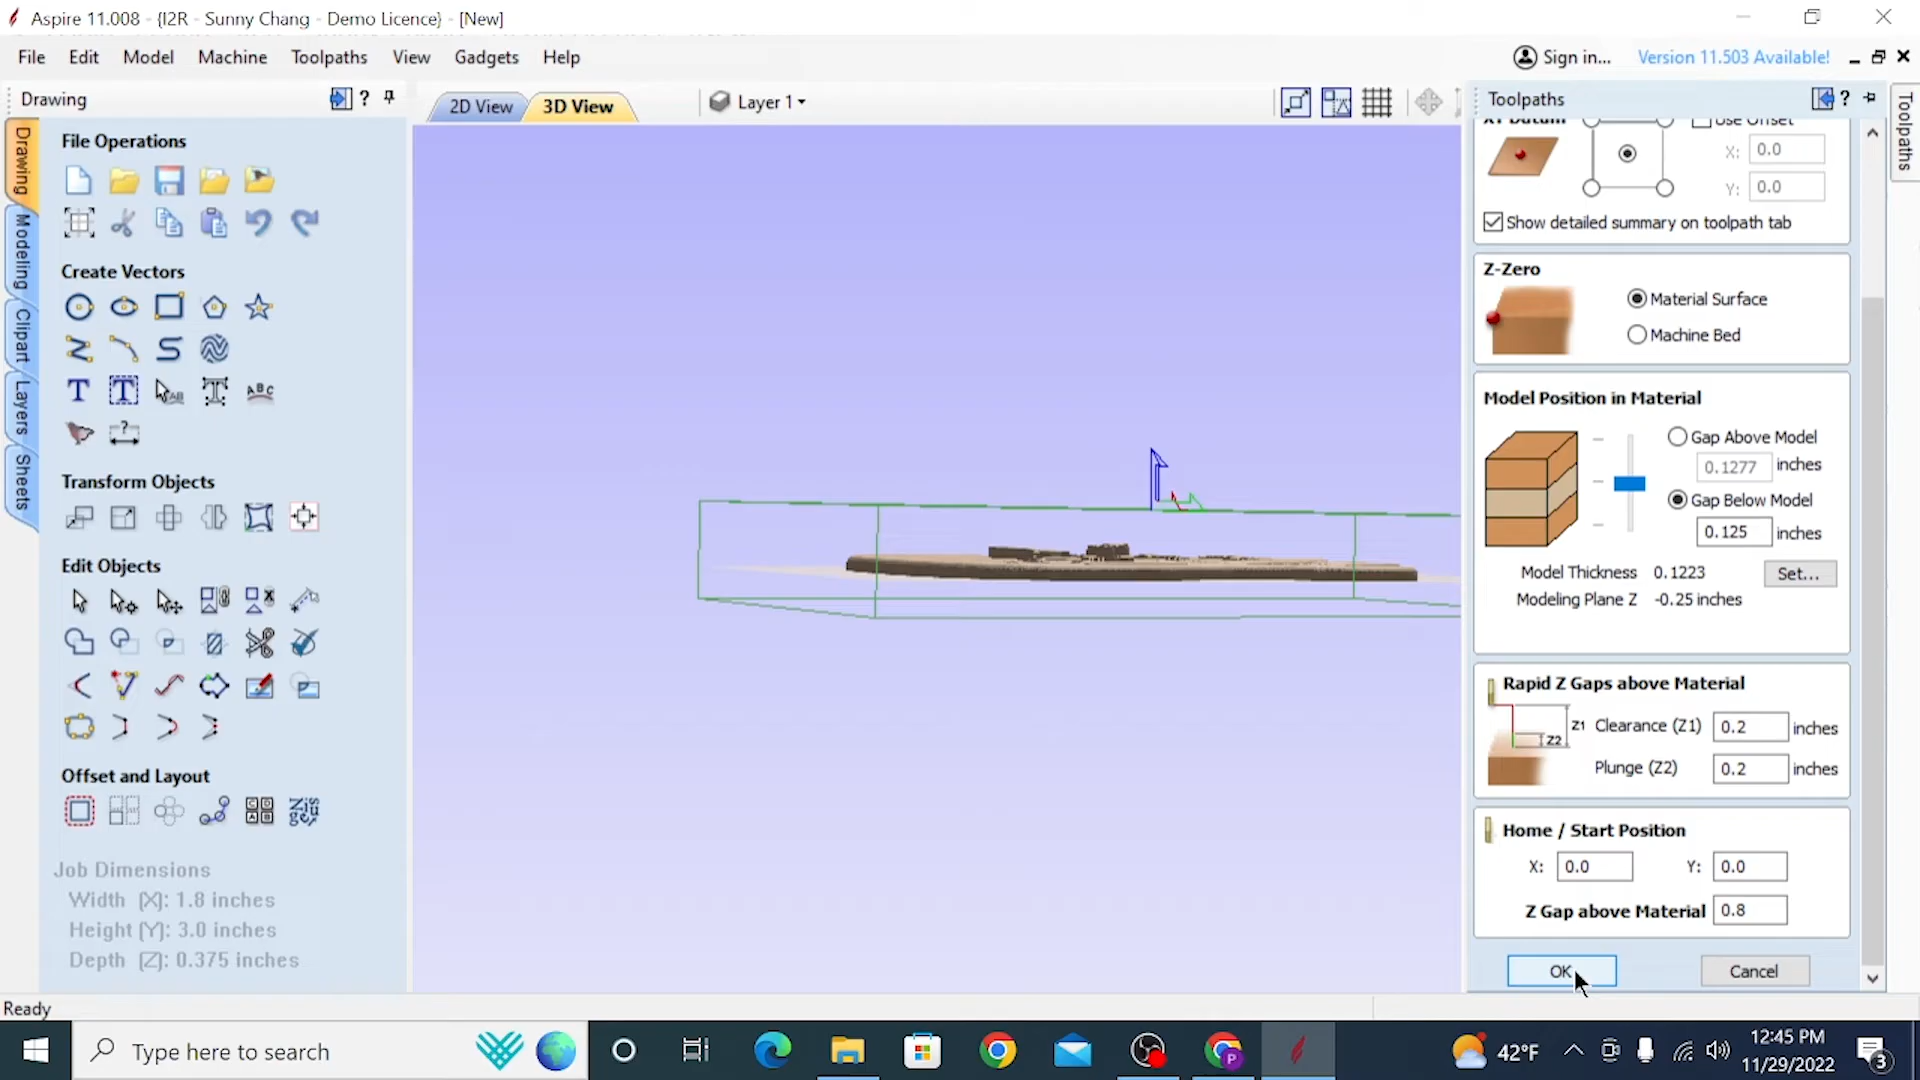 Aspire 11.008 - {I2R - Sunny Chang - Demo Licence} - [New]
File Edit Model Machine Toolpaths View Gadgets Help
Sign in... Version 11.503 Available!
Drawing
2D View 3D View Layer 1
Toolpaths
Toolpaths
Drawing
Modeling
Clipart
Layers
Sheets
File Operations
Create Vectors
Transform Objects
Edit Objects
Offset and Layout
Job Dimensions
Width [X]: 1.8 inches
Height [Y]: 3.0 inches
Depth [Z]: 0.375 inches
XY Datum Use Offset
X: 0.0
Y: 0.0
Show detailed summary on toolpath tab
Z-Zero
Material Surface
Machine Bed
Model Position in Material
Gap Above Model
0.1277 inches
Gap Below Model
0.125 inches
Model Thickness 0.1223 Set...
Modeling Plane Z -0.25 inches
Rapid Z Gaps above Material
Z1 Clearance (Z1) 0.2 inches
Z2
Plunge (Z2) 0.2 inches
Home / Start Position
X: 0.0 Y: 0.0
Z Gap above Material 0.8
OK Cancel
Ready
Type here to search
42°F
12:45 PM
11/29/2022
3